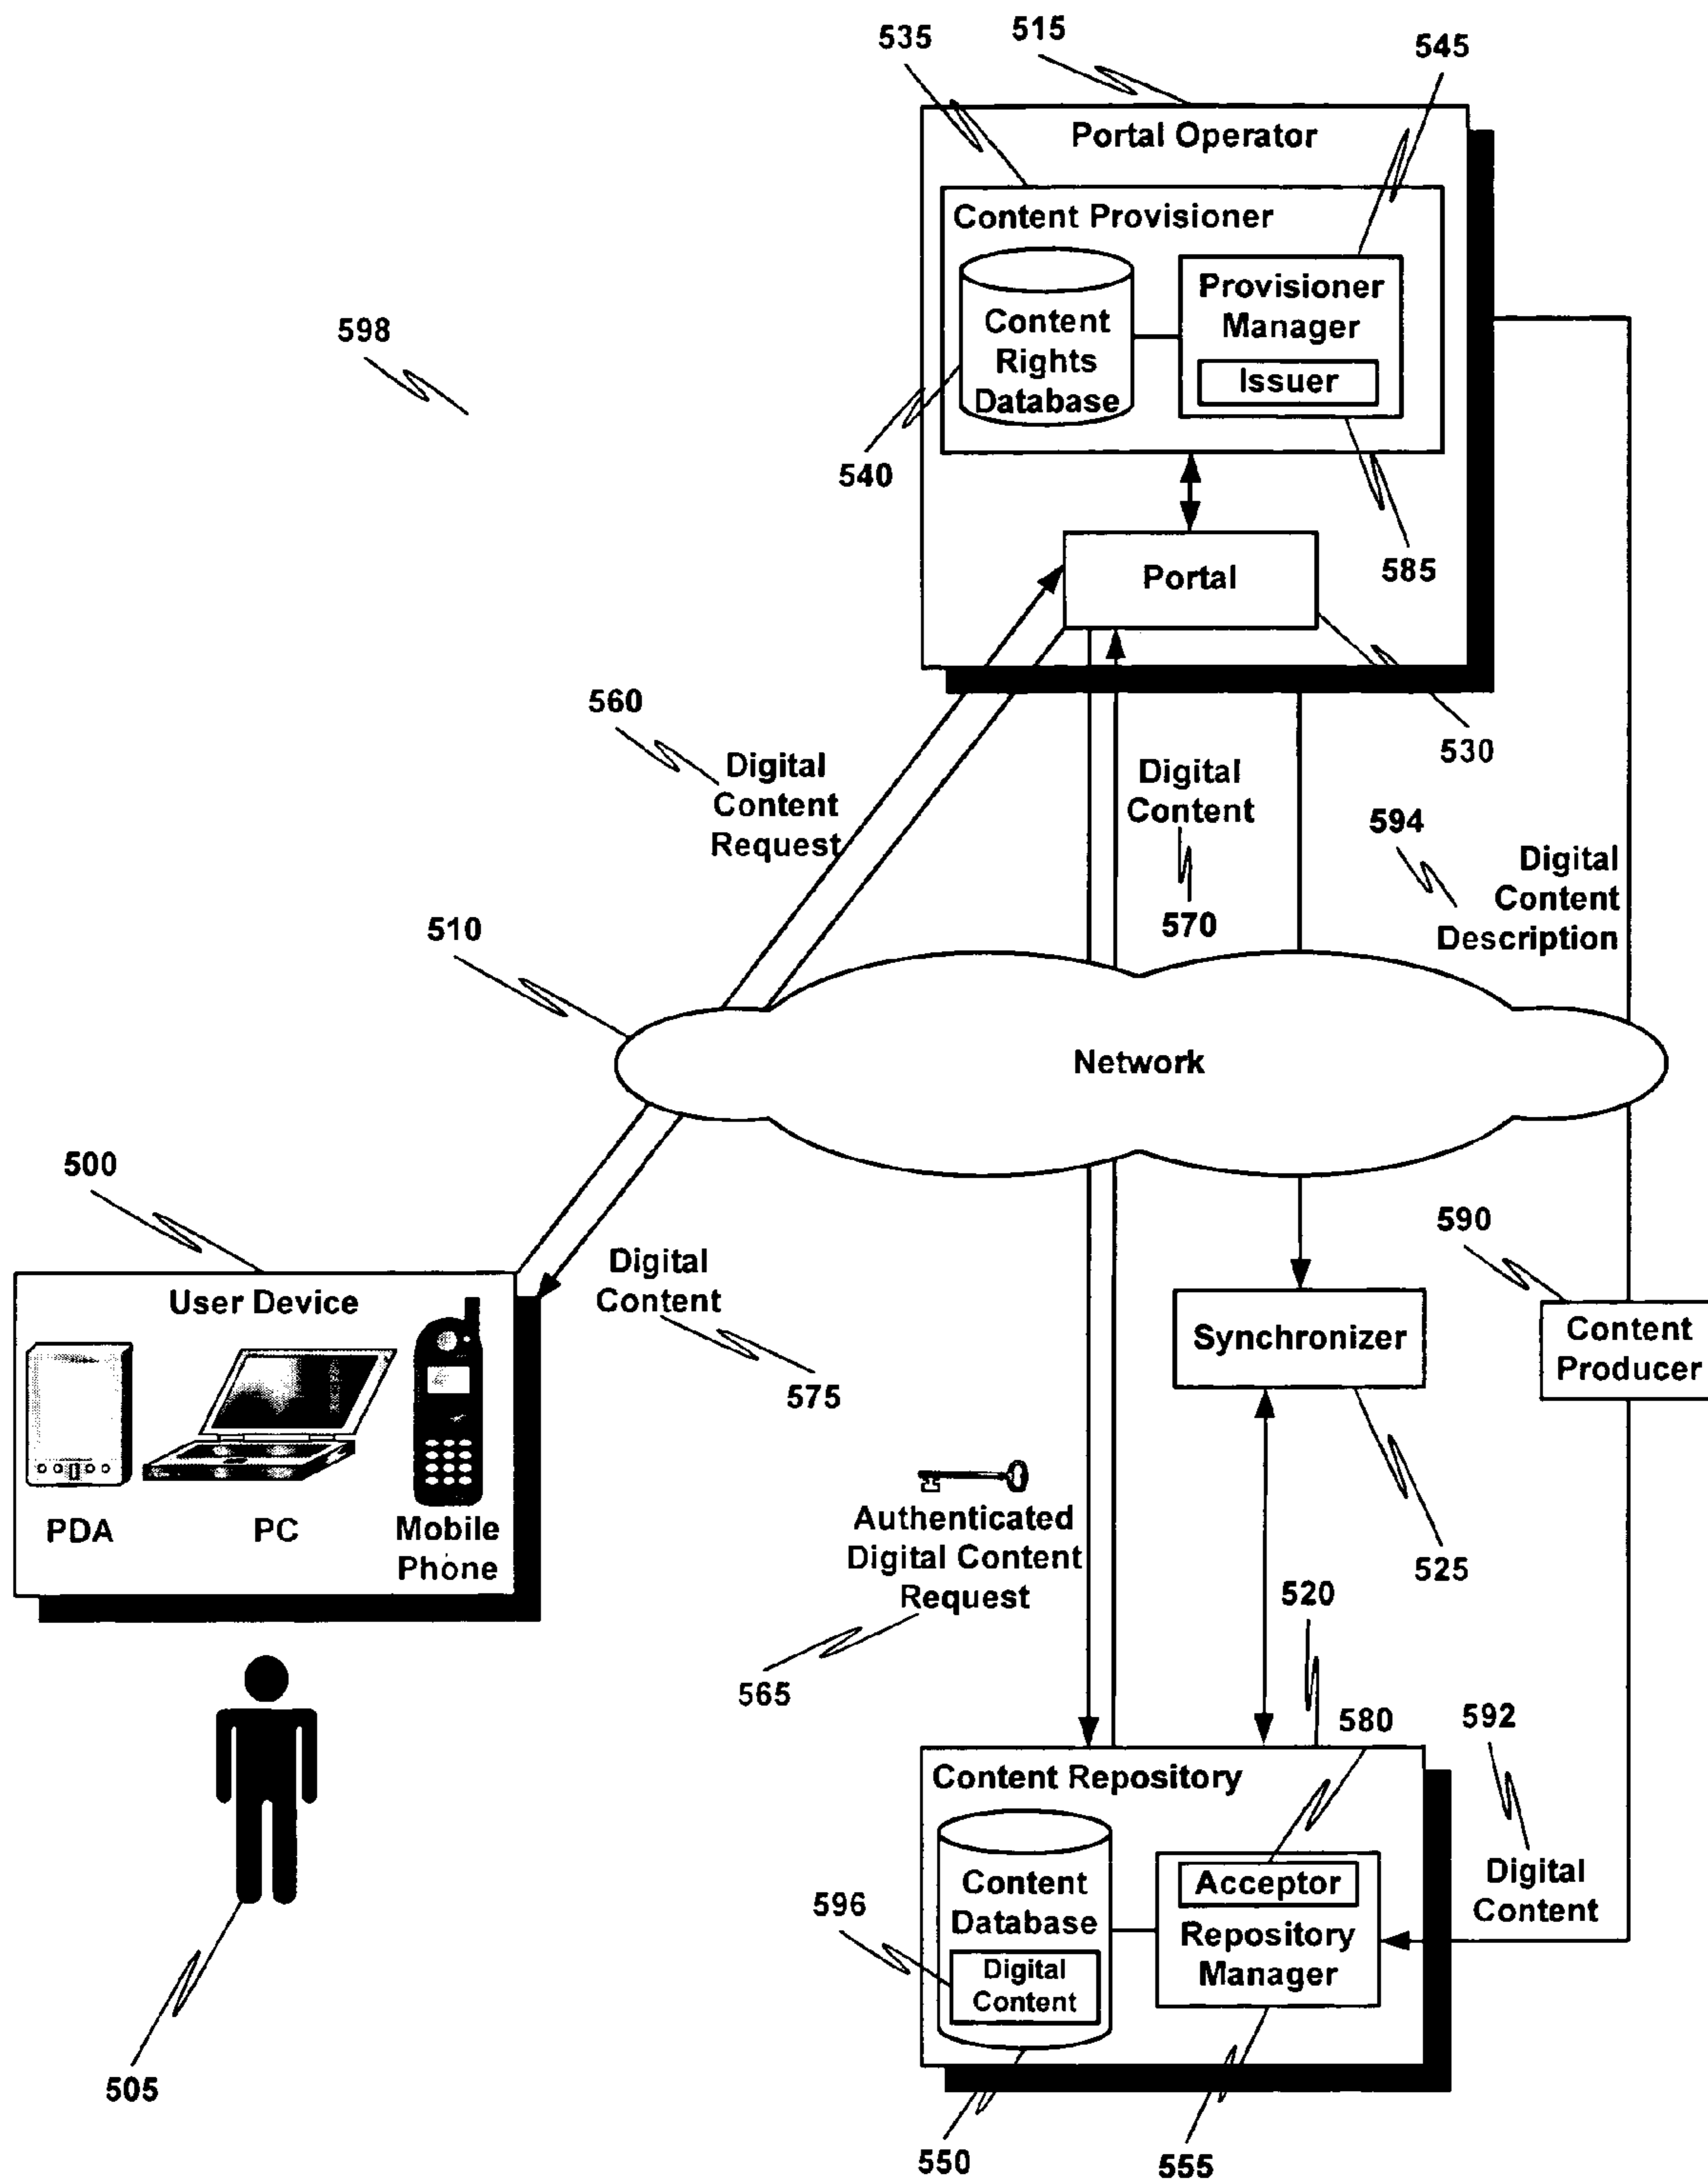 535
515
545
Portal Operator
Content Provisioner
Content
Rights
Database
Provisioner
Manager
Issuer
598
540
585
Portal
560
530
Digital
Content
Request
Digital
Content
570
594
Digital
Content
Description
510
Network
500
590
User Device
PDA
PC
Mobile
Phone
Digital
Content
575
Synchronizer
Content
Producer
525
Authenticated
Digital Content
Request
565
520
580
592
Content Repository
Content
Database
Digital
Content
Acceptor
Repository
Manager
Digital
Content
596
505
550
555